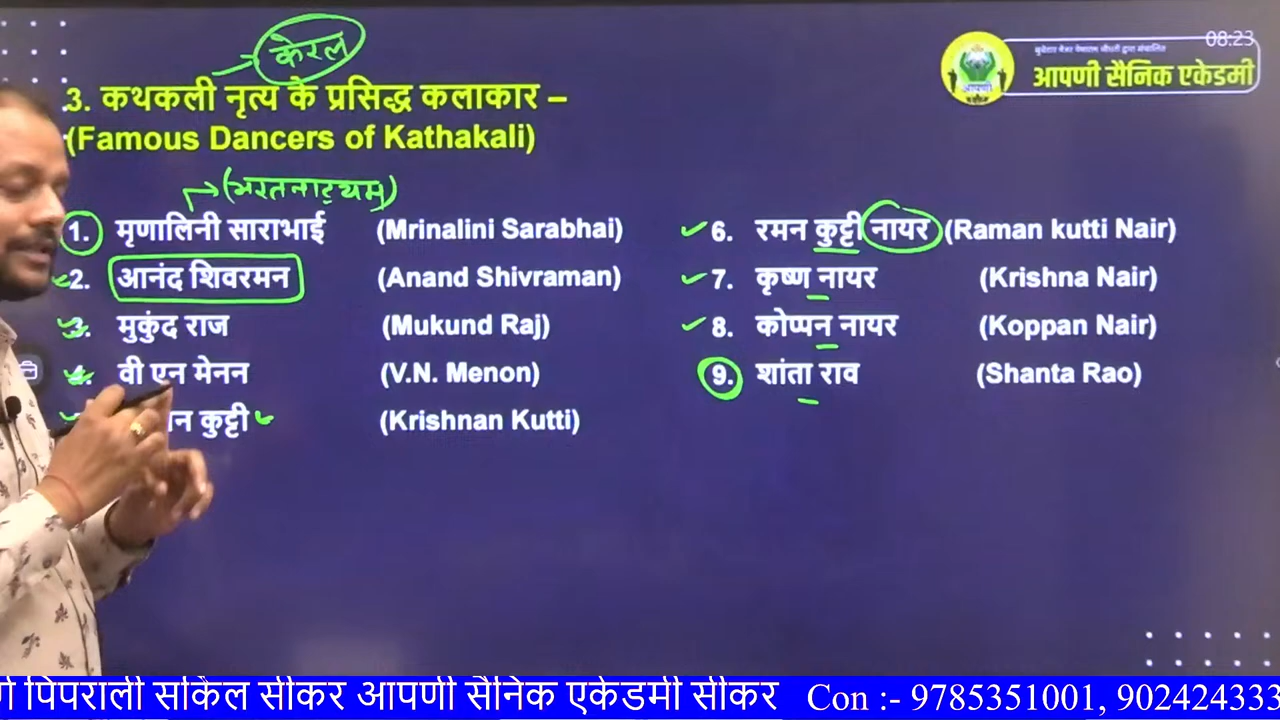 केरल
08:23
आपणी सैनिक एकेडमी
3. कथकली नृत्य के प्रसिद्ध कलाकार –
(Famous Dancers of Kathakali)
(भरतनाट्यम)
1. मृणालिनी साराभाई (Mrinalini Sarabhai)
2. आनंद शिवरमन (Anand Shivraman)
3. मुकुंद राज (Mukund Raj)
4. वी एन मेनन (V.N. Menon)
कुट्टी (Krishnan Kutti)
6. रमन कुट्टी नायर (Raman kutti Nair)
7. कृष्ण नायर (Krishna Nair)
8. कोप्पन नायर (Koppan Nair)
9. शांता राव (Shanta Rao)
पिपराली सर्किल सीकर आपणी सैनिक एकेडमी सीकर Con :- 9785351001, 902424333